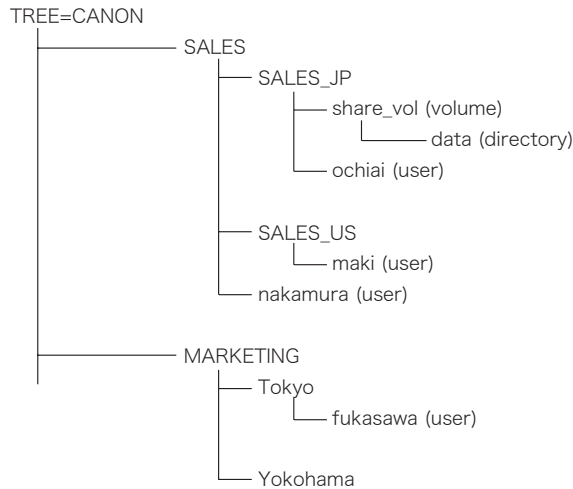 TREE=CANON
SALES
SALES_JP
share_vol (volume)
data (directory)
ochiai (user)
SALES_US
maki (user)
nakamura (user)
MARKETING
Tokyo
fukasawa (user)
Yokohama